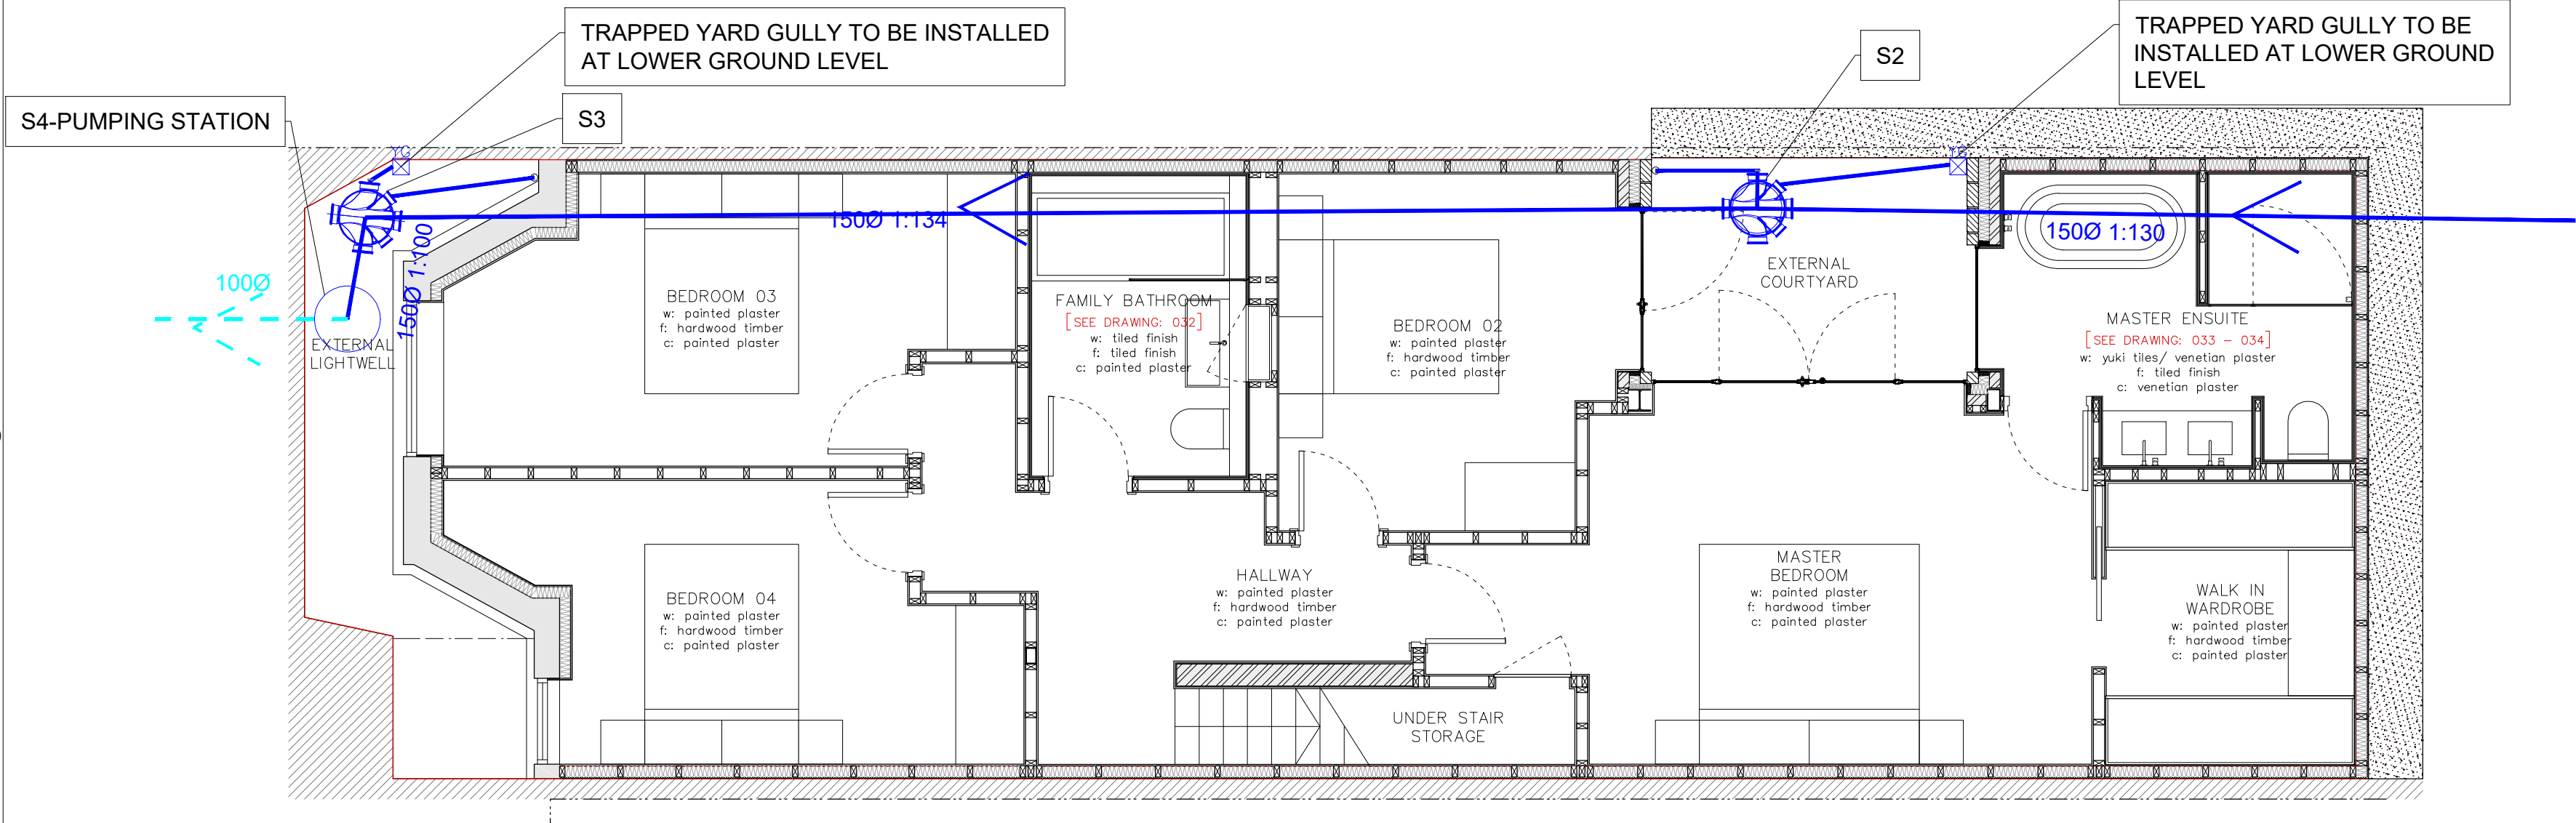 TRAPPED YARD GULLY TO BE INSTALLED
AT LOWER GROUND LEVEL
S2
TRAPPED YARD GULLY TO BE
INSTALLED AT LOWER GROUND
LEVEL
S4-PUMPING STATION
S3
YG
YG
150Ø 1:134
150Ø 1:130
150Ø 1:100
100Ø
EXTERNAL
LIGHTWELL
BEDROOM 03
w: painted plaster
f: hardwood timber
c: painted plaster
FAMILY BATHROOM
[SEE DRAWING: 032]
w: tiled finish
f: tiled finish
c: painted plaster
BEDROOM 02
w: painted plaster
f: hardwood timber
c: painted plaster
EXTERNAL
COURTYARD
MASTER ENSUITE
[SEE DRAWING: 033 - 034]
w: yuki tiles/ venetian plaster
f: tiled finish
c: venetian plaster
BEDROOM 04
w: painted plaster
f: hardwood timber
c: painted plaster
HALLWAY
w: painted plaster
f: hardwood timber
c: painted plaster
MASTER
BEDROOM
w: painted plaster
f: hardwood timber
c: painted plaster
WALK IN
WARDROBE
w: painted plaster
f: hardwood timber
c: painted plaster
UNDER STAIR
STORAGE